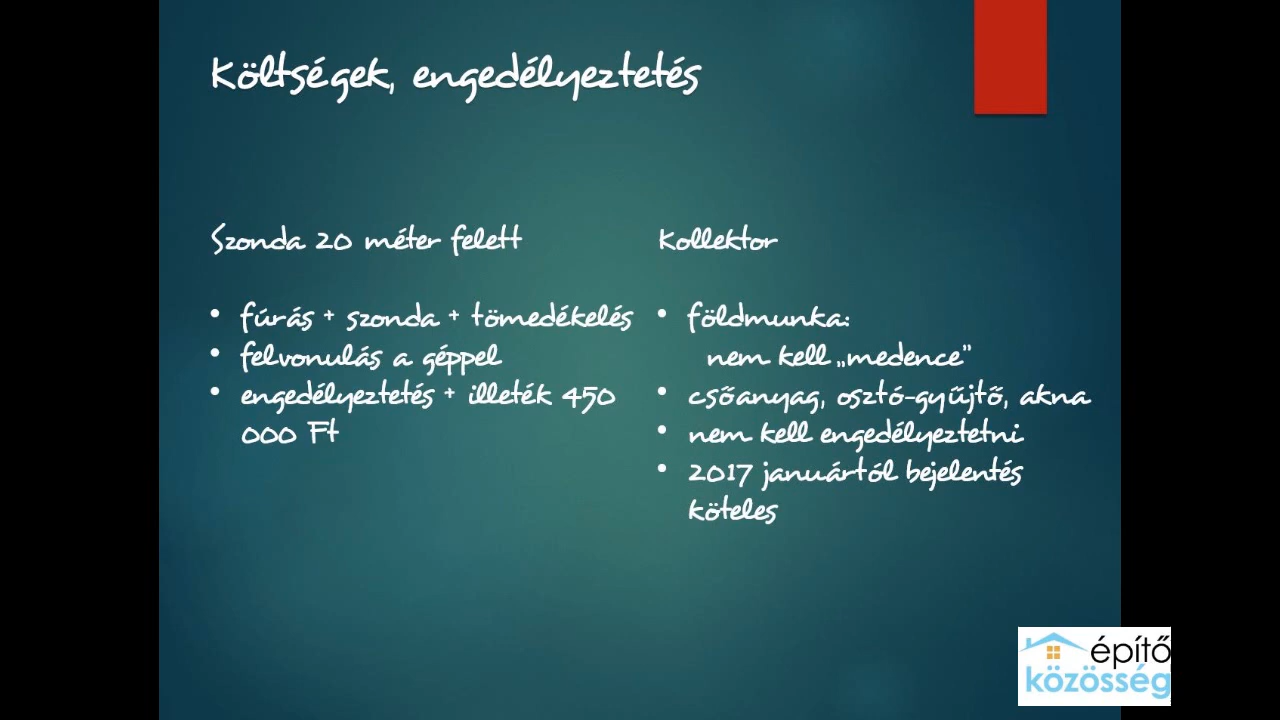 Költségek, engedélyeztetés
Szonda 20 méter felett
• fúrás + szonda + tömedékelés
• felvonulás a géppel
• engedélyeztetés + illeték 450
000 Ft
Kollektor
• földmunka:
nem kell „medence”
• csőanyag, osztó-gyűjtő, akna
• nem kell engedélyeztetni
• 2017 januártól bejelentés
köteles
építő
közösség